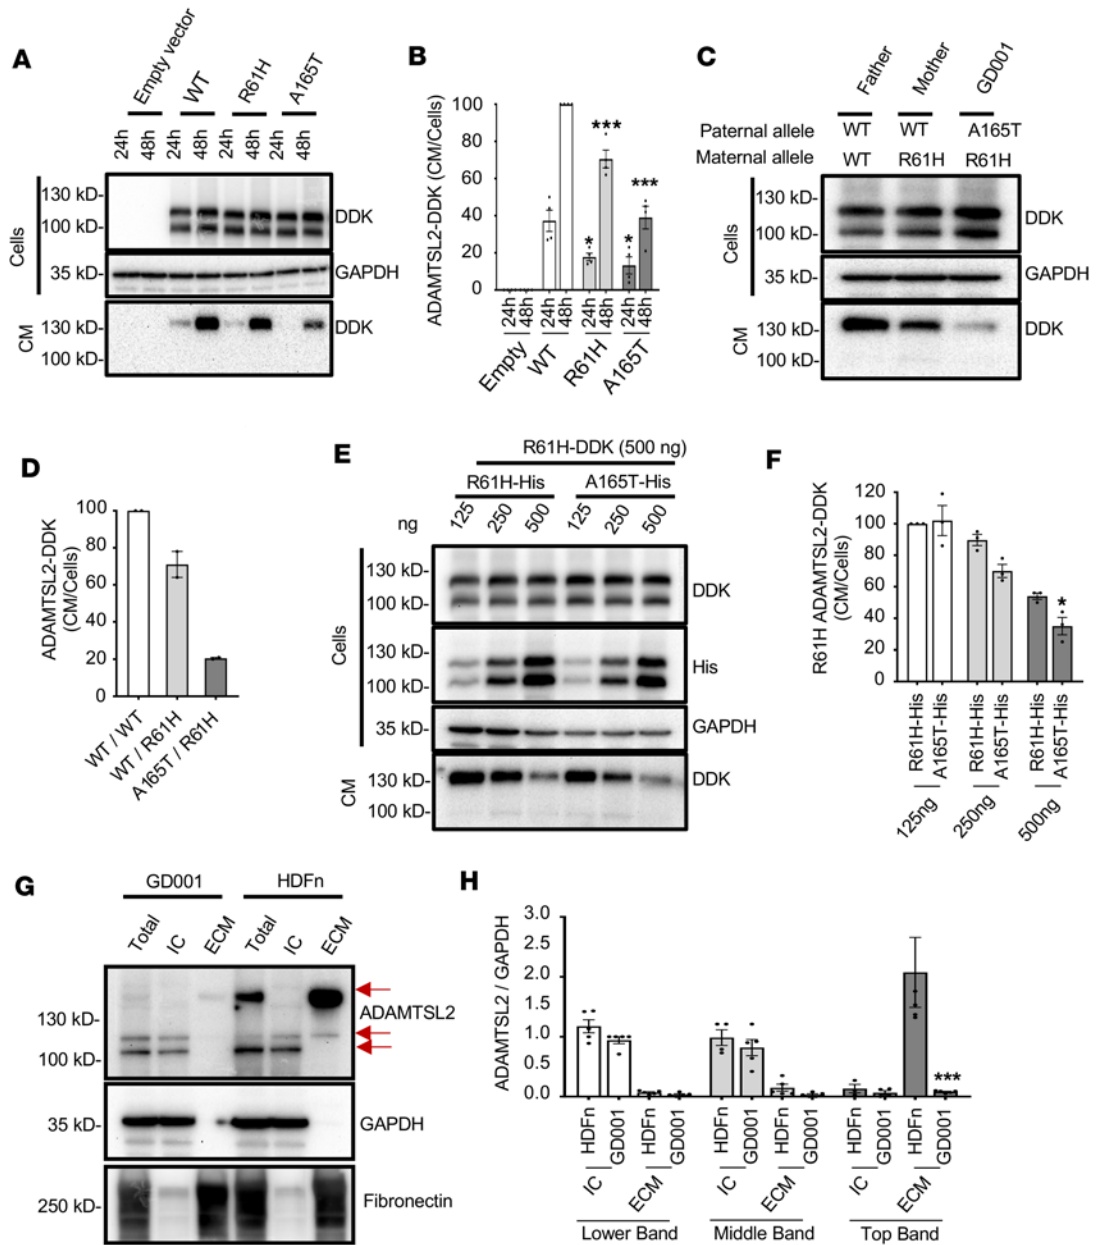 A
Empty vector
WT
R61H
A165T
24h
48h
24h
48h
24h
48h
24h
48h
Cells
130 kD-
100 kD-
DDK
35 kD-
GAPDH
CM
130 kD-
DDK
100 kD-
B
ADAMTSL2-DDK (CM/Cells)
100
80
60
40
20
0
***
***
*
*
24h
48h
24h
48h
24h
48h
24h
48h
Empty
WT
R61H
A165T
C
Father
Mother
GD001
Paternal allele WT WT A165T
Maternal allele WT R61H R61H
Cells
130 kD-
100 kD-
DDK
35 kD-
GAPDH
CM
130 kD-
DDK
100 kD-
D
ADAMTSL2-DDK
(CM/Cells)
100
80
60
40
20
0
WT / WT
WT / R61H
A165T / R61H
E
R61H-DDK (500 ng)
R61H-His A165T-His
ng 125 250 500 125 250 500
Cells
130 kD-
100 kD-
DDK
130 kD-
100 kD-
His
35 kD-
GAPDH
CM
130 kD-
DDK
100 kD-
F
R61H ADAMTSL2-DDK
(CM/Cells)
120
100
80
60
40
20
0
*
R61H-His
A165T-His
R61H-His
A165T-His
R61H-His
A165T-His
125ng
250ng
500ng
G
GD001 HDFn
Total
IC
ECM
Total
IC
ECM
130 kD-
100 kD-
ADAMTSL2
35 kD-
GAPDH
250 kD-
Fibronectin
H
ADAMTSL2 / GAPDH
3.0
2.0
1.0
0.0
***
HDFn
GD001
HDFn
GD001
HDFn
GD001
HDFn
GD001
HDFn
GD001
HDFn
GD001
IC
ECM
IC
ECM
IC
ECM
Lower Band
Middle Band
Top Band